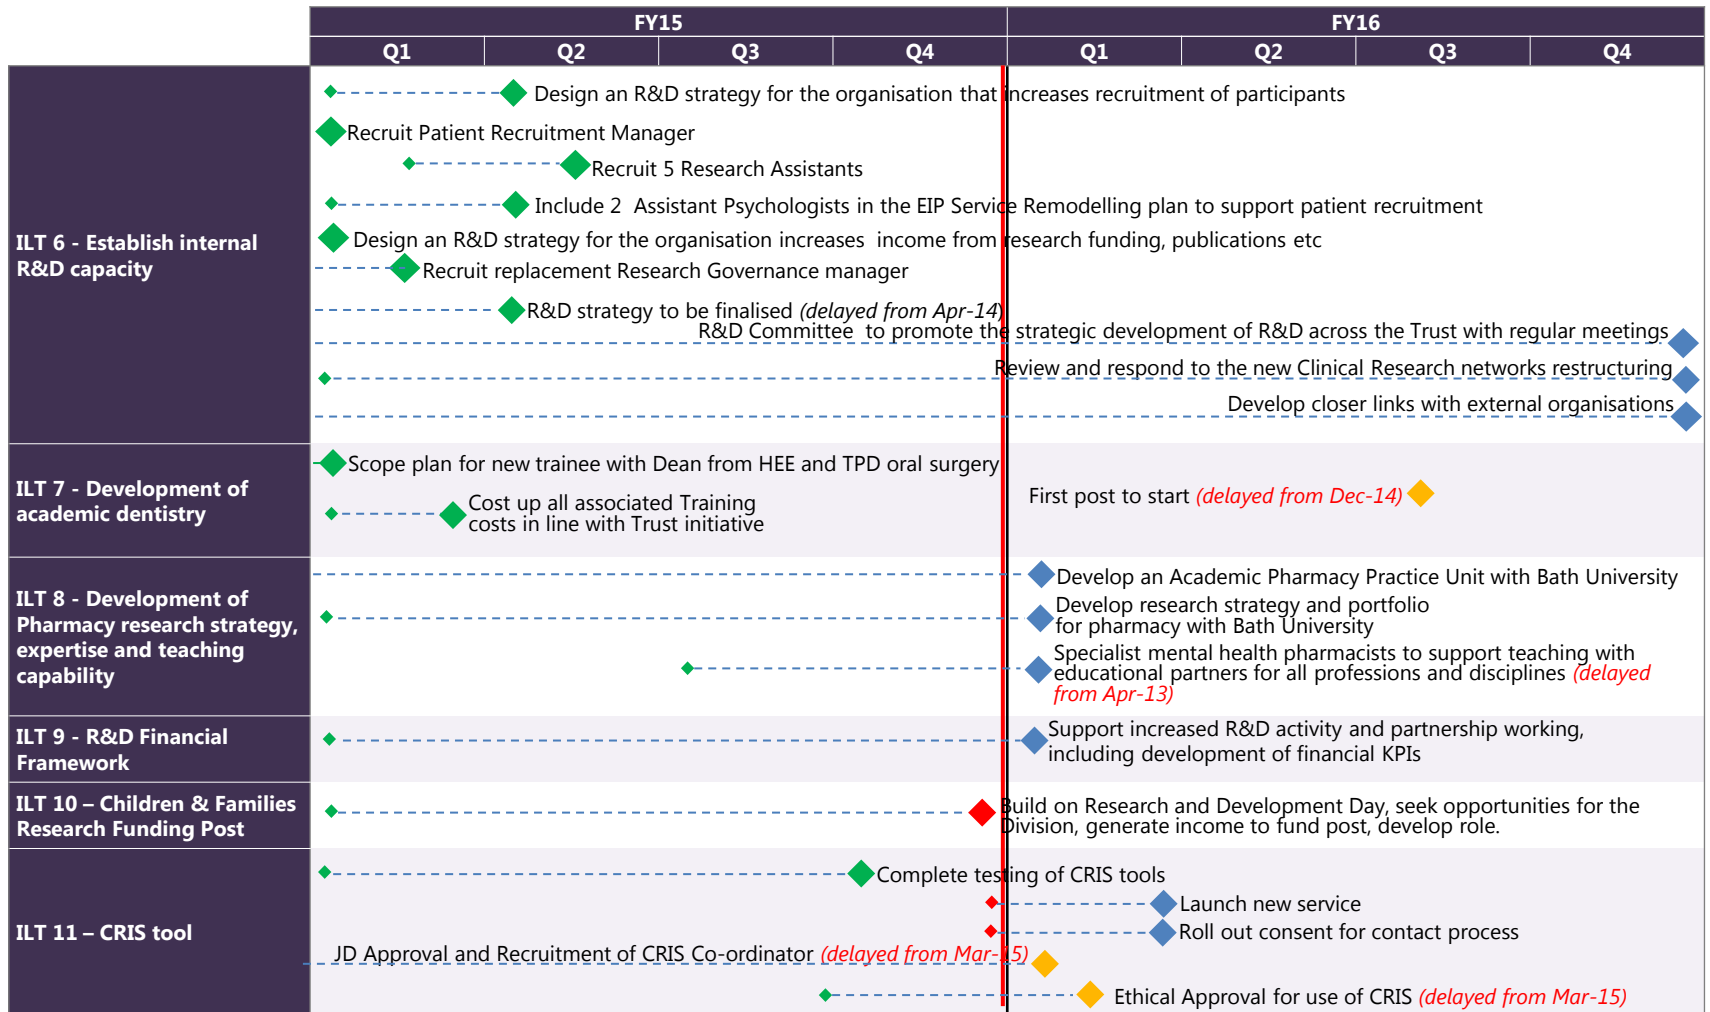 FY15 FY16
Q1 Q2 Q3 Q4 Q1 Q2 Q3 Q4
ILT 6 - Establish internal
R&D capacity
Design an R&D strategy for the organisation that increases recruitment of participants
Recruit Patient Recruitment Manager
Recruit 5 Research Assistants
Include 2 Assistant Psychologists in the EIP Service Remodelling plan to support patient recruitment
Design an R&D strategy for the organisation increases income from research funding, publications etc
Recruit replacement Research Governance manager
R&D strategy to be finalised (delayed from Apr-14)
R&D Committee to promote the strategic development of R&D across the Trust with regular meetings
Review and respond to the new Clinical Research networks restructuring
Develop closer links with external organisations
ILT 7 - Development of
academic dentistry
Scope plan for new trainee with Dean from HEE and TPD oral surgery
Cost up all associated Training
costs in line with Trust initiative
First post to start (delayed from Dec-14)
ILT 8 - Development of
Pharmacy research strategy,
expertise and teaching
capability
Develop an Academic Pharmacy Practice Unit with Bath University
Develop research strategy and portfolio
for pharmacy with Bath University
Specialist mental health pharmacists to support teaching with
educational partners for all professions and disciplines (delayed
from Apr-13)
ILT 9 - R&D Financial
Framework
Support increased R&D activity and partnership working,
including development of financial KPIs
ILT 10 – Children & Families
Research Funding Post
Build on Research and Development Day, seek opportunities for the
Division, generate income to fund post, develop role.
ILT 11 – CRIS tool
Complete testing of CRIS tools
Launch new service
Roll out consent for contact process
JD Approval and Recruitment of CRIS Co-ordinator (delayed from Mar-15)
Ethical Approval for use of CRIS (delayed from Mar-15)